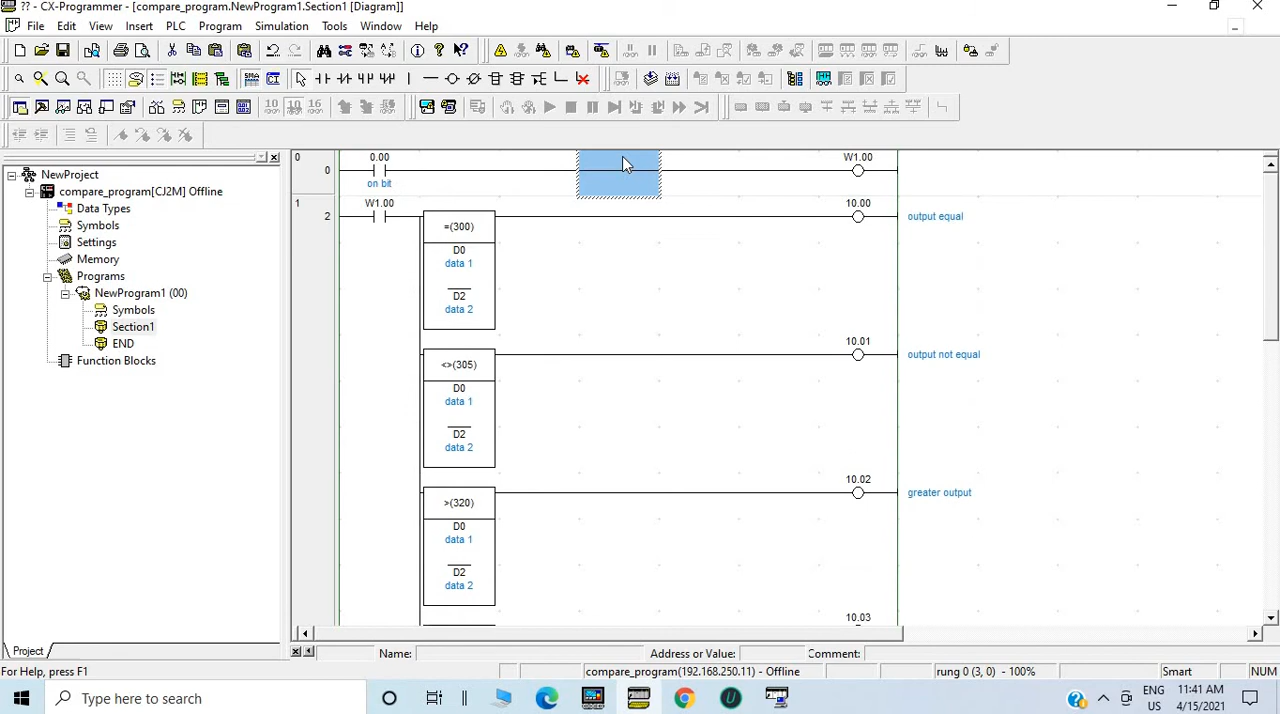 ?? - CX-Programmer - [compare_program.NewProgram1.Section1 [Diagram]]
File Edit View Insert PLC Program Simulation Tools Window Help
10 10 16
NewProject
compare_program[CJ2M] Offline
Data Types
Symbols
Settings
Memory
Programs
NewProgram1 (00)
Symbols
Section1
END
Function Blocks
Project
0
0
0.00
on bit
W1.00
1
2
W1.00
=(300)
D0
data 1
D2
data 2
10.00
output equal
<>(305)
D0
data 1
D2
data 2
10.01
output not equal
>(320)
D0
data 1
D2
data 2
10.02
greater output
10.03
Name: Address or Value: Comment:
For Help, press F1
compare_program(192.168.250.11) - Offline
rung 0 (3, 0) - 100%
Smart
NUM
Type here to search
ENG
US
11:41 AM
4/15/2021